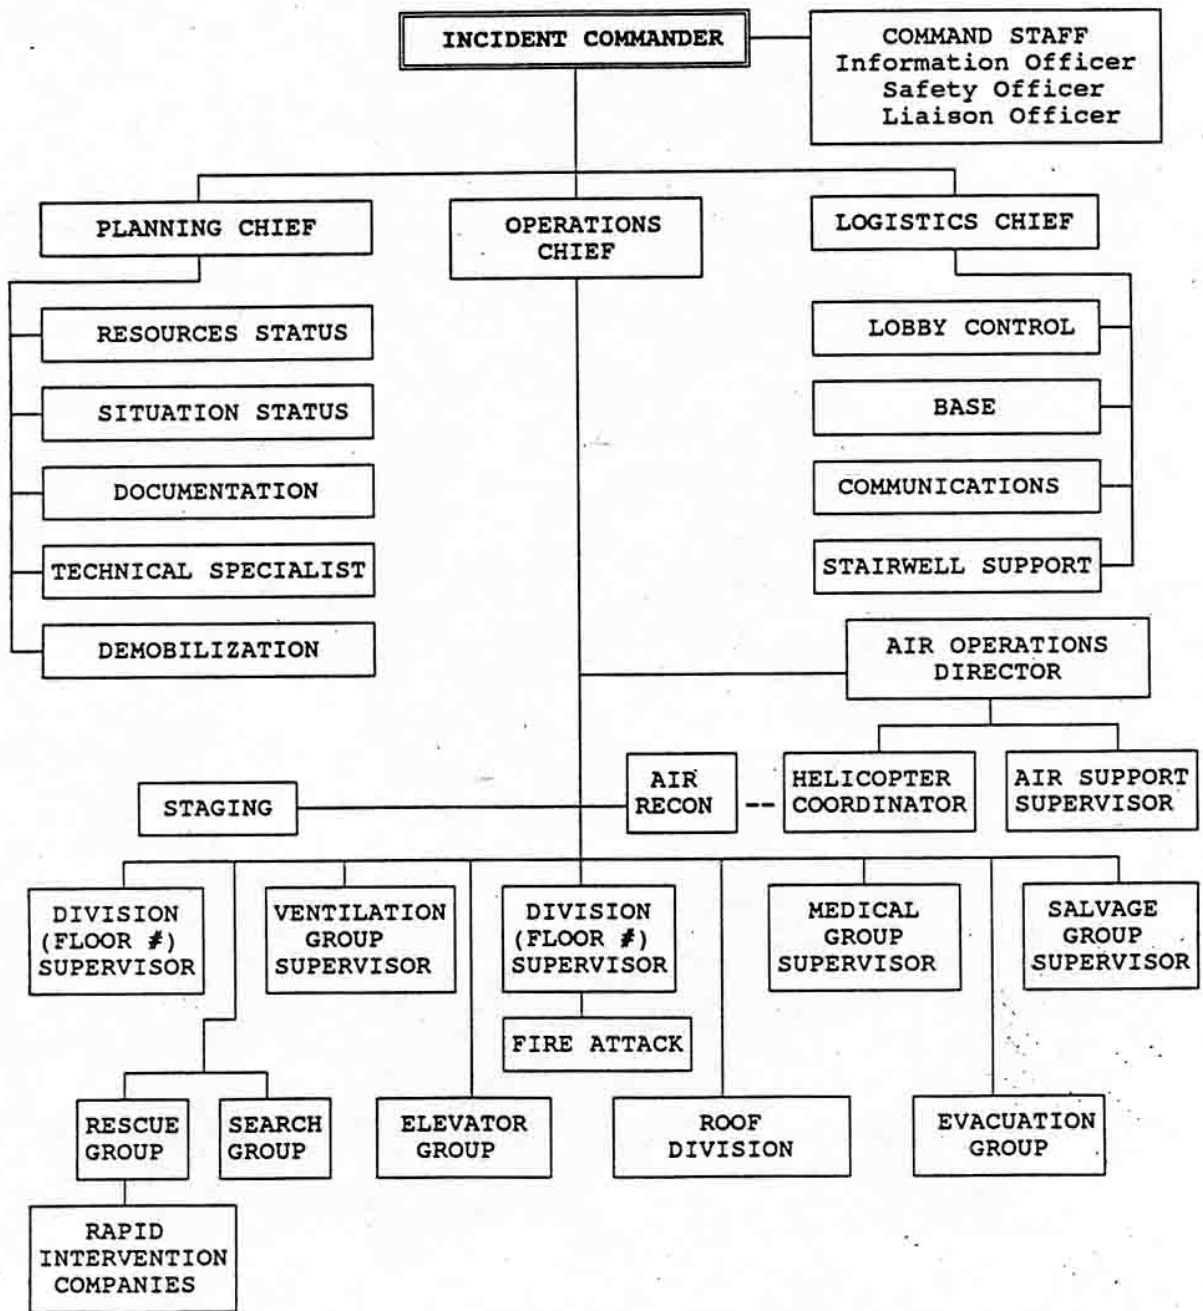 INCIDENT COMMANDER
COMMAND STAFF
Information Officer
Safety Officer
Liaison Officer
PLANNING CHIEF
OPERATIONS
CHIEF
LOGISTICS CHIEF
RESOURCES STATUS
SITUATION STATUS
DOCUMENTATION
TECHNICAL SPECIALIST
DEMOBILIZATION
LOBBY CONTROL
BASE
COMMUNICATIONS
STAIRWELL SUPPORT
AIR OPERATIONS
DIRECTOR
STAGING
AIR
RECON
--
HELICOPTER
COORDINATOR
AIR SUPPORT
SUPERVISOR
DIVISION
(FLOOR #)
SUPERVISOR
VENTILATION
GROUP
SUPERVISOR
DIVISION
(FLOOR #)
SUPERVISOR
MEDICAL
GROUP
SUPERVISOR
SALVAGE
GROUP
SUPERVISOR
FIRE ATTACK
RESCUE
GROUP
SEARCH
GROUP
ELEVATOR
GROUP
ROOF
DIVISION
EVACUATION
GROUP
RAPID
INTERVENTION
COMPANIES